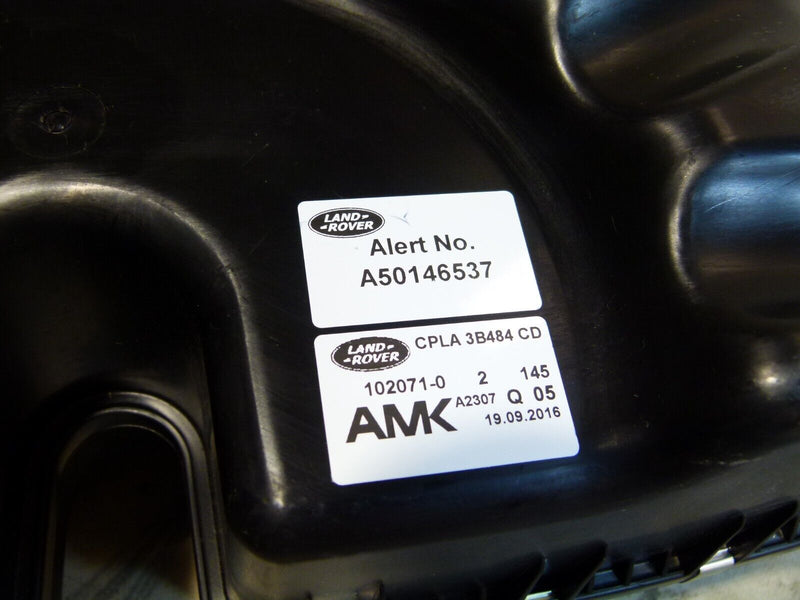 LAND-
-ROVER
Alert No.
A50146537
LAND-
-ROVER
CPLA 3B484 CD
102071-0 2 145
AMK A2307 Q 05
19.09.2016